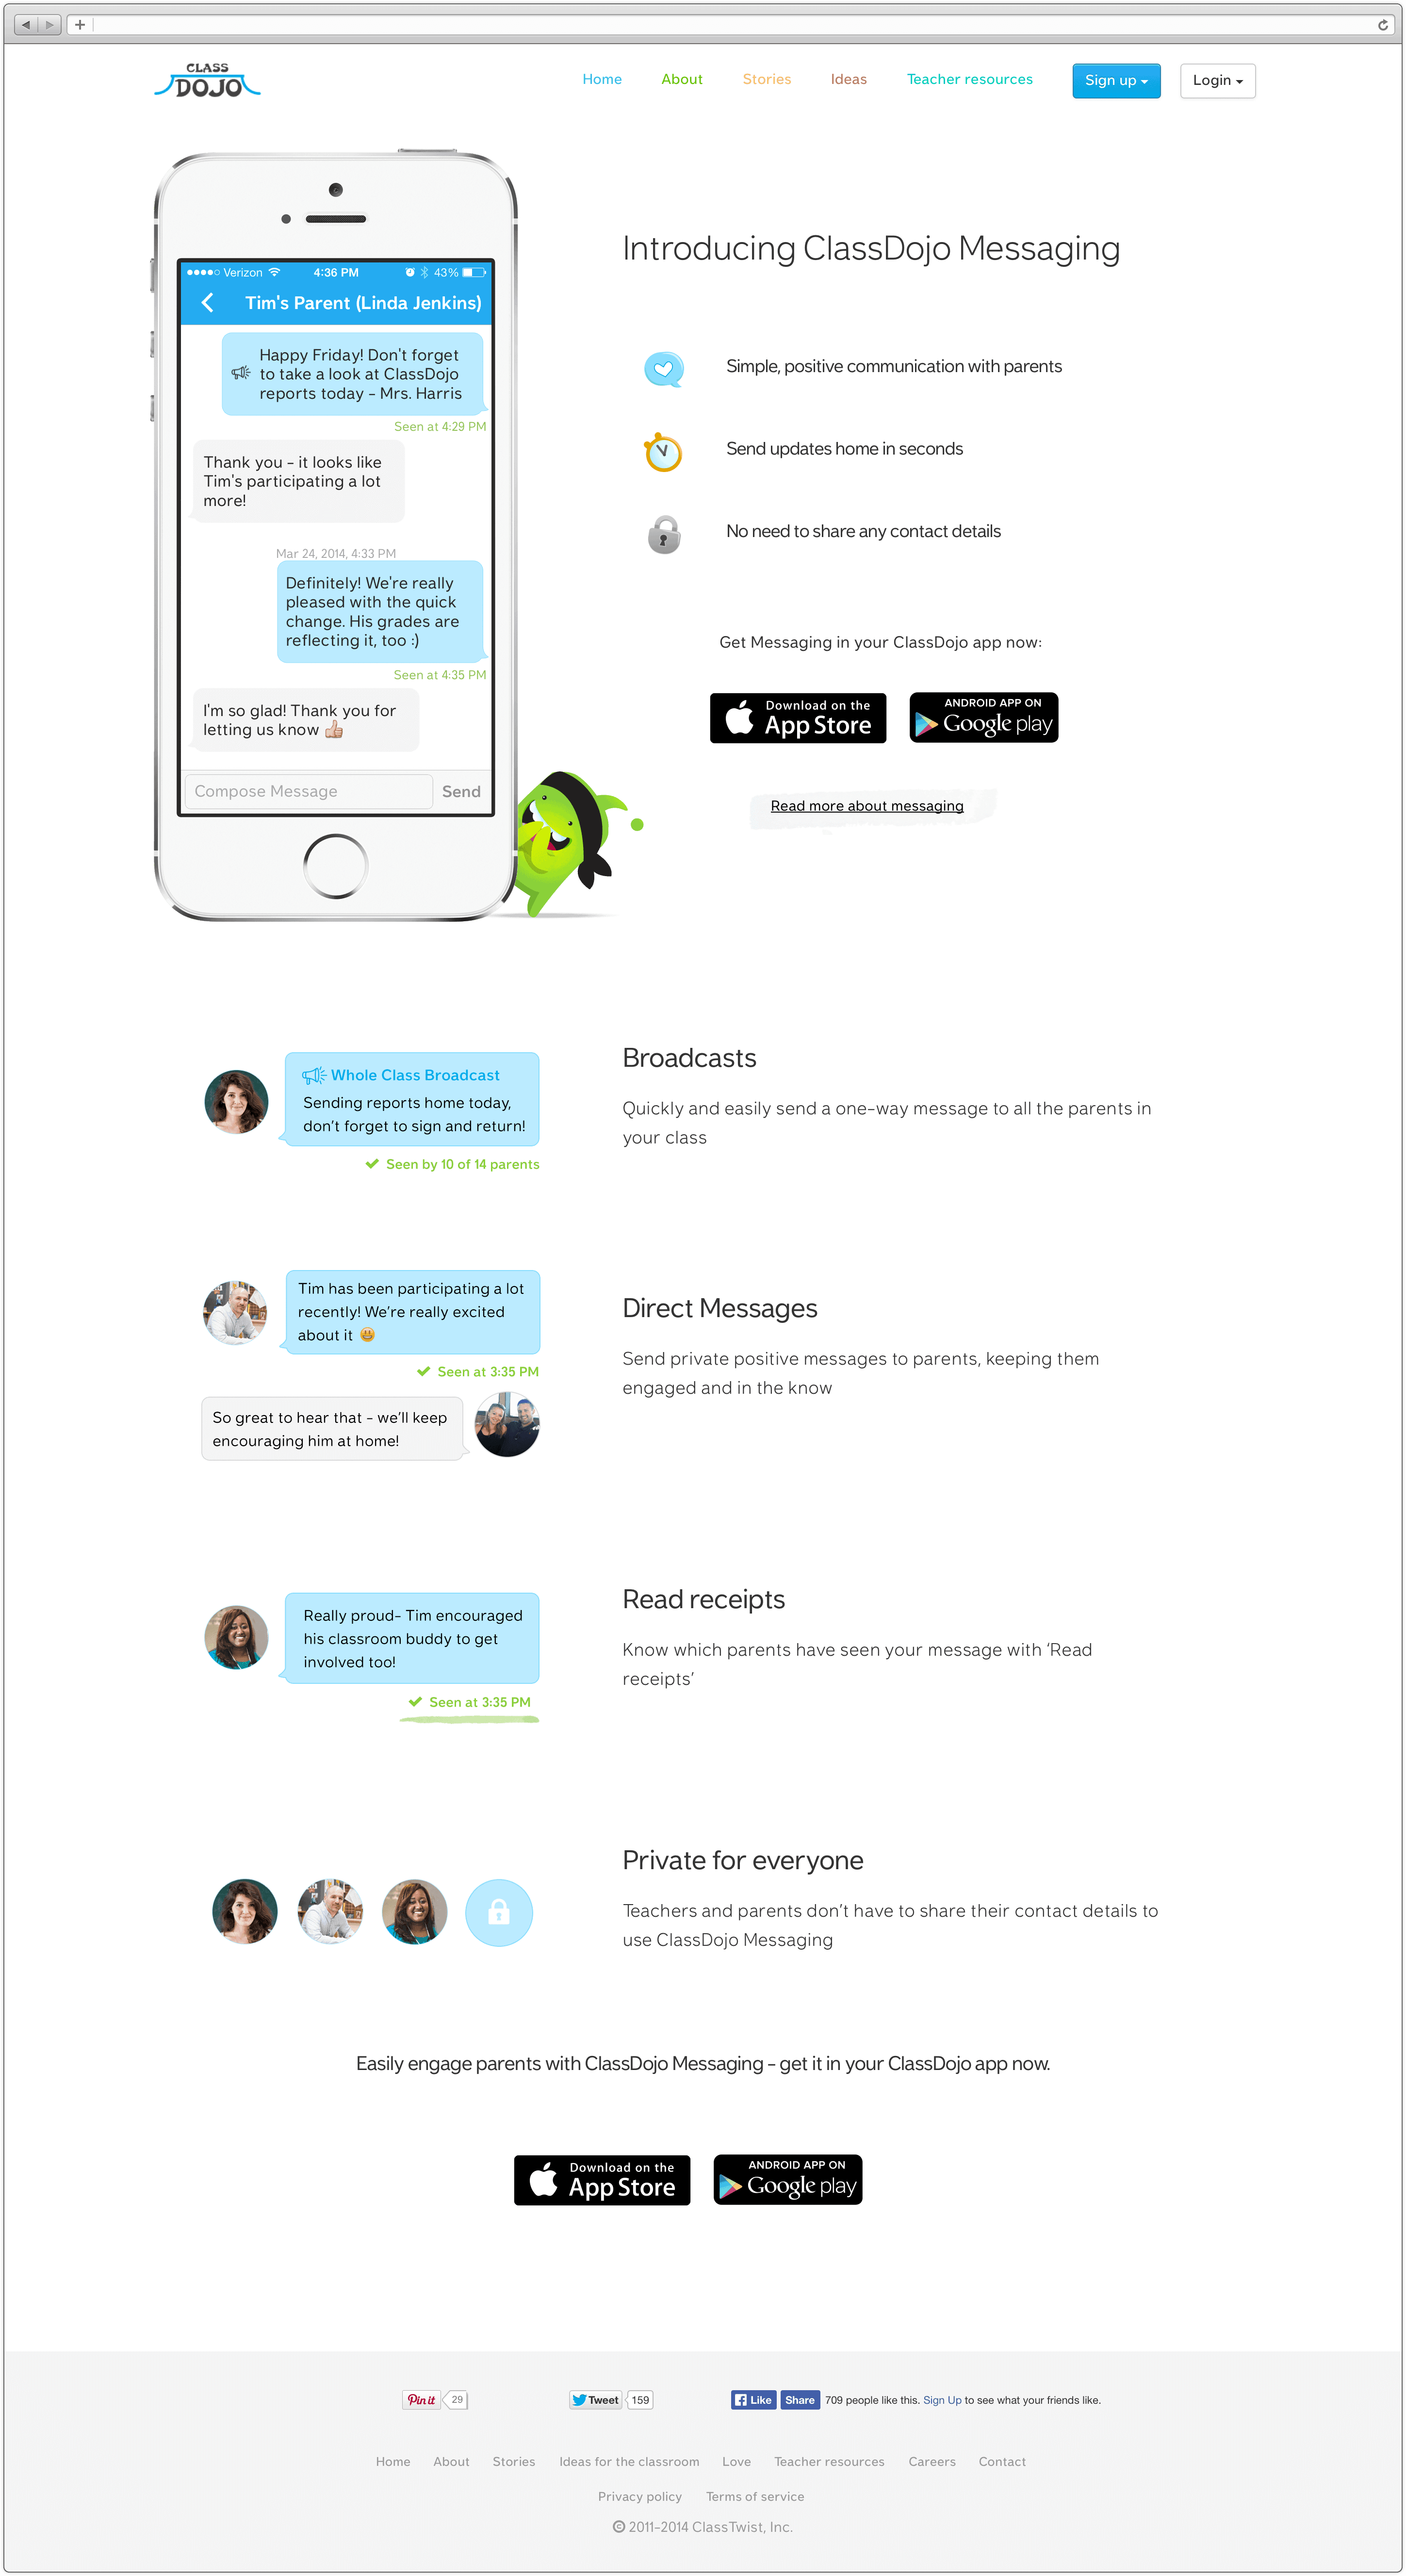 CLASS
DOJO
Home About Stories Ideas Teacher resources Sign up Login
Verizon 4:36 PM 43%
Tim's Parent (Linda Jenkins)
Happy Friday! Don't forget
to take a look at ClassDojo
reports today - Mrs. Harris
Seen at 4:29 PM
Thank you - it looks like
Tim's participating a lot
more!
Mar 24, 2014, 4:33 PM
Definitely! We're really
pleased with the quick
change. His grades are
reflecting it, too :)
Seen at 4:35 PM
I'm so glad! Thank you for
letting us know 👍
Compose Message Send
Introducing ClassDojo Messaging
Simple, positive communication with parents
Send updates home in seconds
No need to share any contact details
Get Messaging in your ClassDojo app now:
Download on the
App Store
ANDROID APP ON
Google play
Read more about messaging
Whole Class Broadcast
Sending reports home today,
don't forget to sign and return!
✔ Seen by 10 of 14 parents
Broadcasts
Quickly and easily send a one-way message to all the parents in
your class
Tim has been participating a lot
recently! We're really excited
about it 😀
✔ Seen at 3:35 PM
So great to hear that - we'll keep
encouraging him at home!
Direct Messages
Send private positive messages to parents, keeping them
engaged and in the know
Really proud- Tim encouraged
his classroom buddy to get
involved too!
✔ Seen at 3:35 PM
Read receipts
Know which parents have seen your message with 'Read
receipts'
Private for everyone
Teachers and parents don't have to share their contact details to
use ClassDojo Messaging
Easily engage parents with ClassDojo Messaging - get it in your ClassDojo app now.
Download on the
App Store
ANDROID APP ON
Google play
Pin it 29 Tweet 159 Like Share 709 people like this. Sign Up to see what your friends like.
Home About Stories Ideas for the classroom Love Teacher resources Careers Contact
Privacy policy Terms of service
© 2011-2014 ClassTwist, Inc.